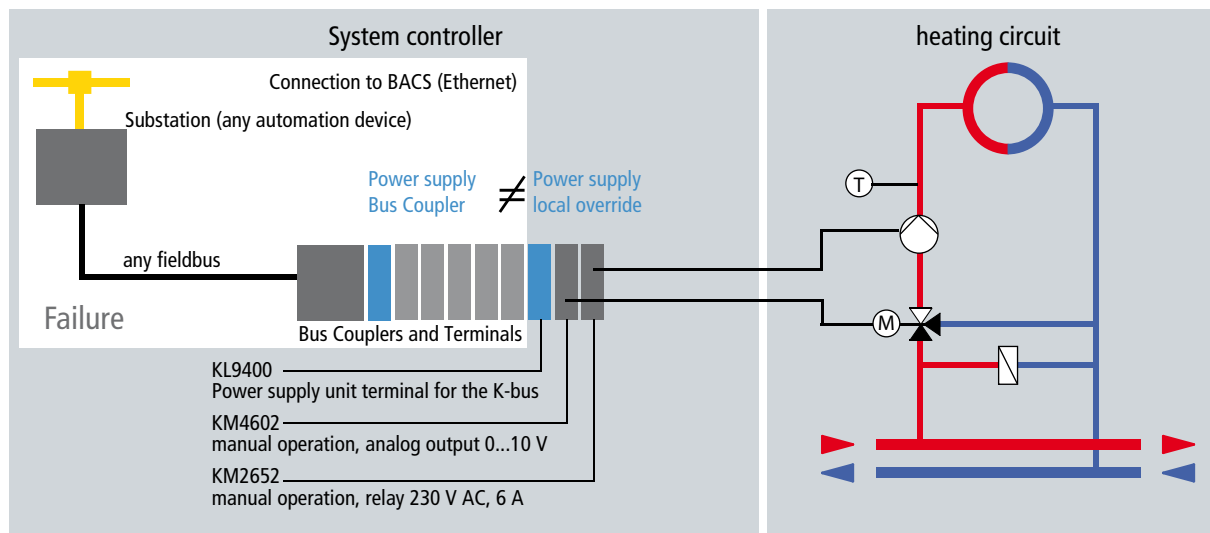 System controller
heating circuit
Connection to BACS (Ethernet)
Substation (any automation device)
Power supply
Bus Coupler
≠
Power supply
local override
any fieldbus
Failure
Bus Couplers and Terminals
KL9400
Power supply unit terminal for the K-bus
KM4602
manual operation, analog output 0...10 V
KM2652
manual operation, relay 230 V AC, 6 A
T
M